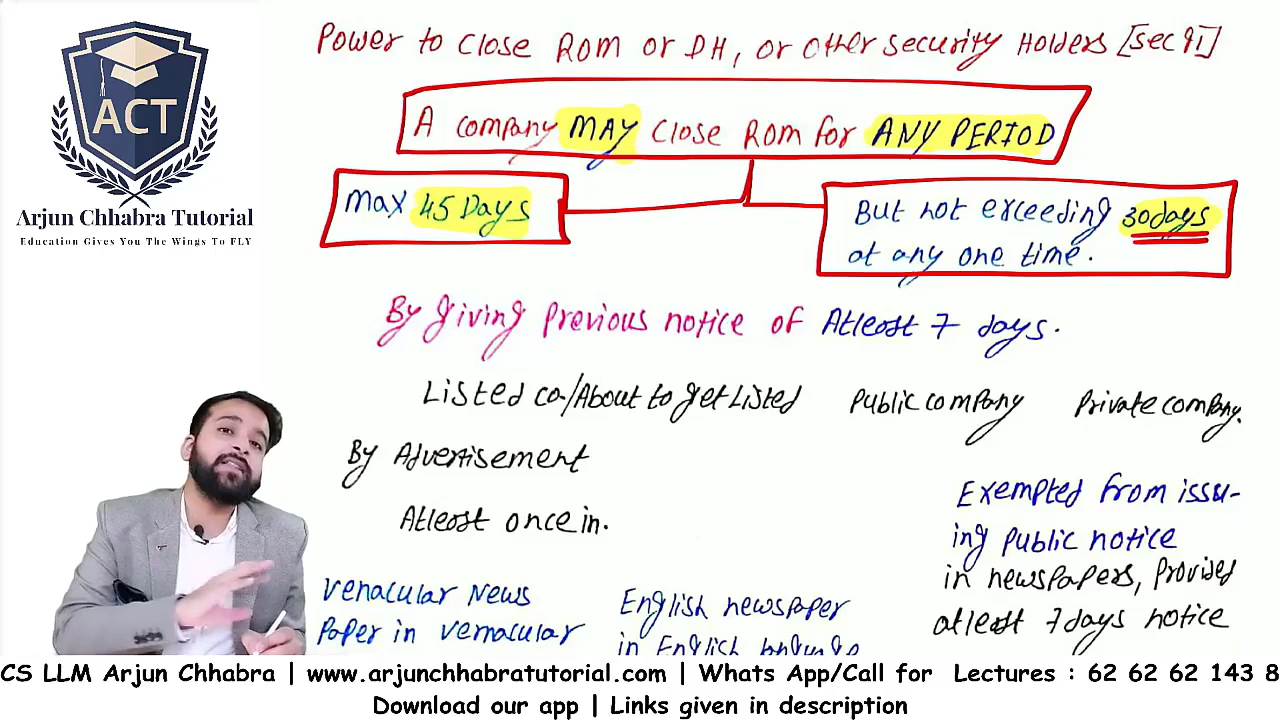 Power to close ROM or DH, or other security Holders [sec 91]
ACT
A company MAY close ROM for ANY PERIOD
Max 45 Days
But not exceeding 30days
at any one time.
Arjun Chhabra Tutorial
Education Gives You The Wings To FLY
By giving previous notice of Atleast 7 days.
Listed co/About to get Listed
Public company
Private company.
By Advertisement
Atleast once in.
Exempted from issu-
ing public notice
in newspapers, provided
atleast 7days notice
Venacular News
Paper in vernacular
English newspaper
in English
CS LLM Arjun Chhabra | www.arjunchhabratutorial.com | Whats App/Call for Lectures : 62 62 62 143 8
Download our app | Links given in description